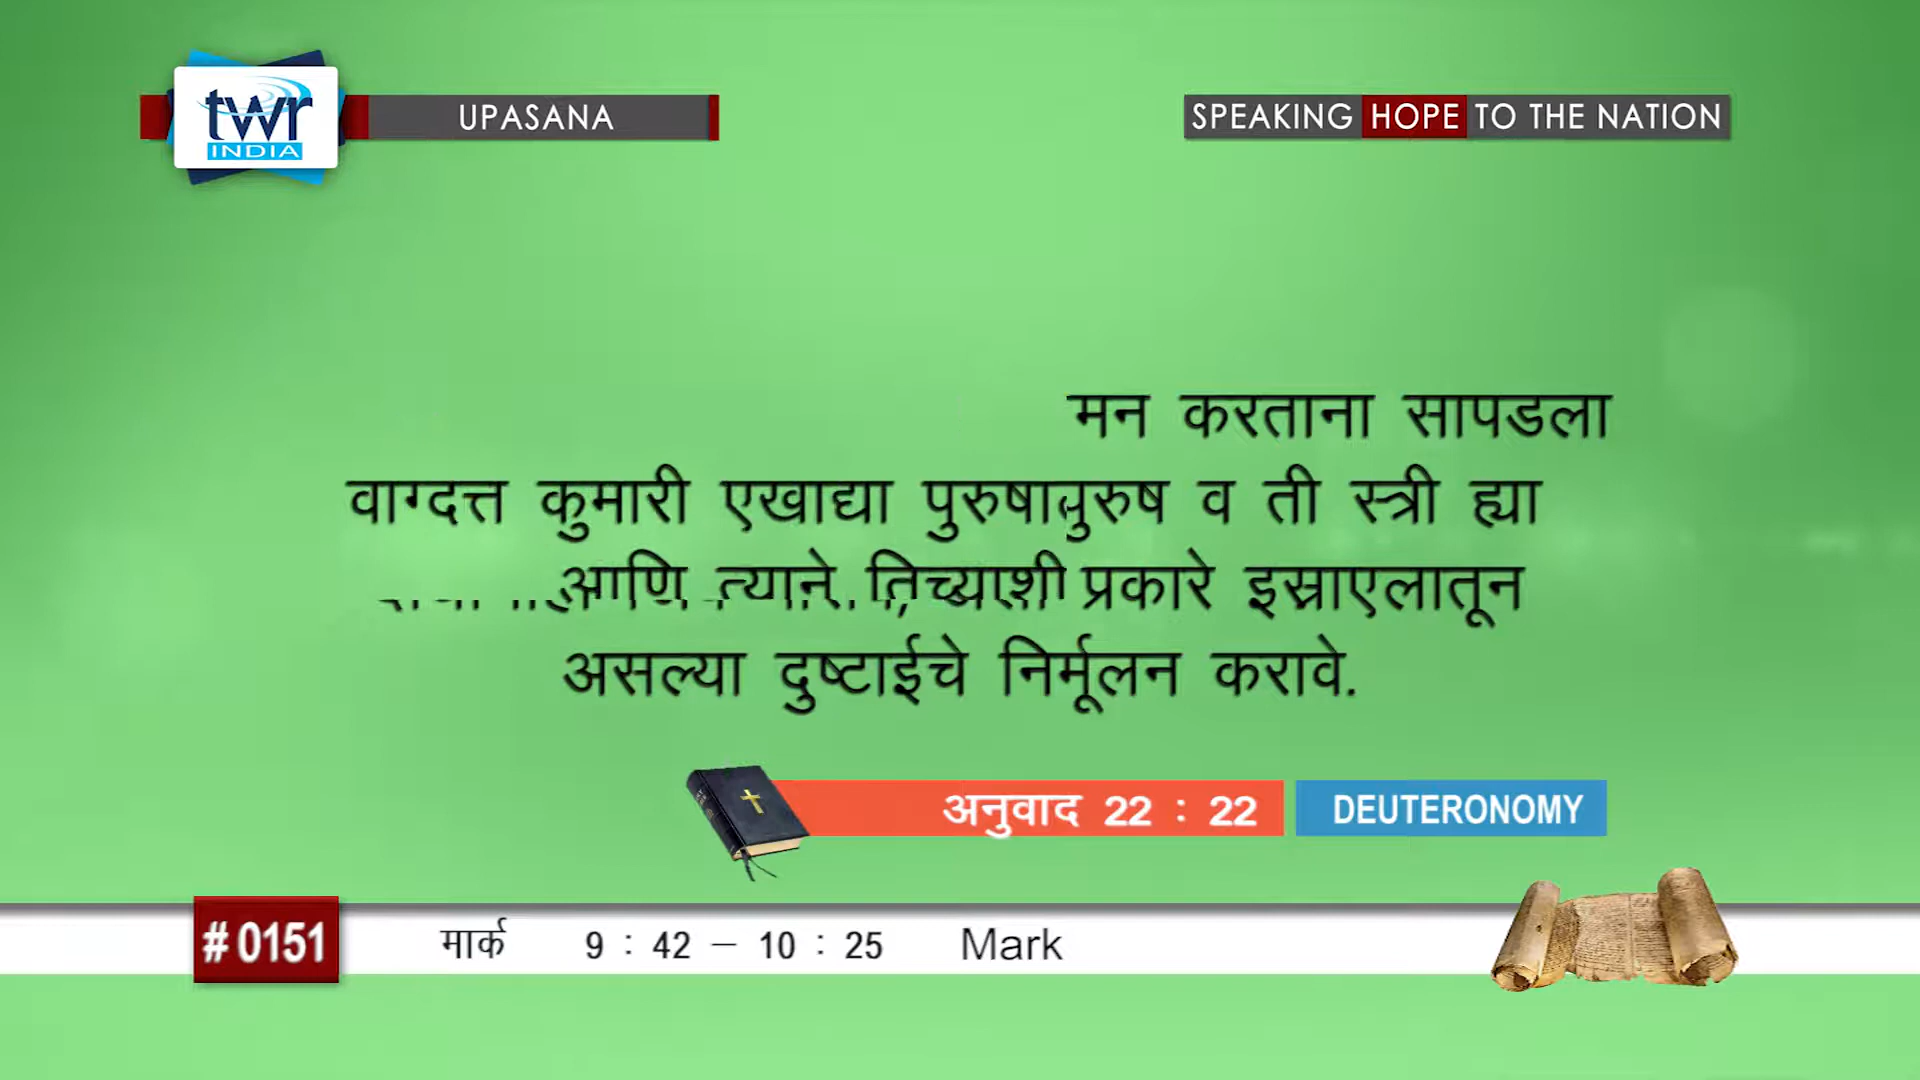 twr
INDIA
UPASANA
SPEAKING HOPE TO THE NATION
मन करताना सापडला
वाग्दत्त कुमारी एखाद्या पुरुषा पुरुष व ती स्त्री ह्या
आणि त्याने तिच्याशी प्रकारे इस्राएलातून
असल्या दुष्टाईचे निर्मूलन करावे.
अनुवाद 22 : 22 DEUTERONOMY
#0151 मार्क 9 : 42 – 10 : 25 Mark